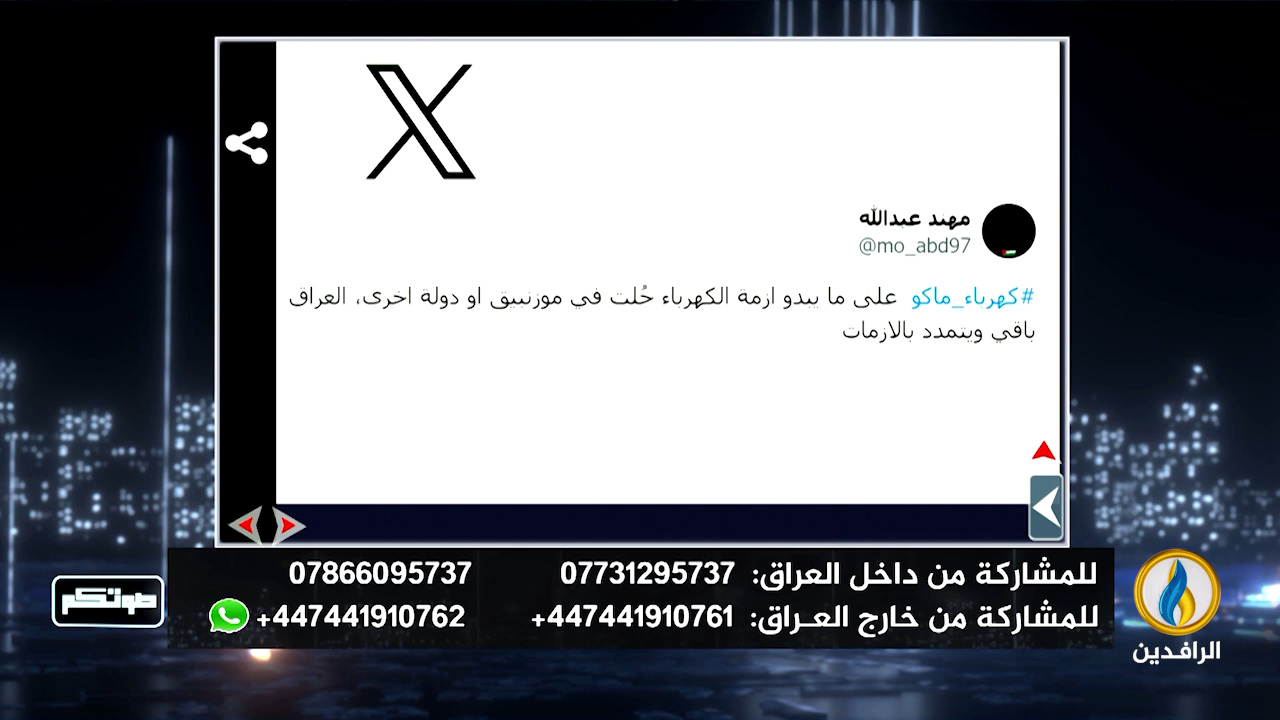 مهند عبدالله
@mo_abd97
#كهرباء_ماكو على ما يبدو ازمة الكهرباء حُلت في موزنبيق او دولة اخرى، العراق
باقي ويتمدد بالازمات
للمشاركة من داخل العراق: 07731295737 07866095737
للمشاركة من خارج العـراق: +447441910761 +447441910762
صوتكم
الرافدين